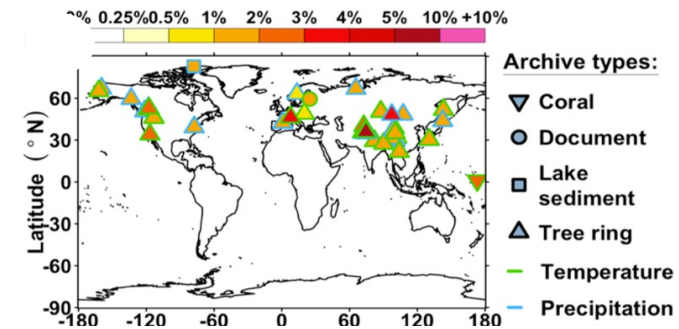 0% 0.25%0.5% 1% 2% 3% 4% 5% 10% +10%
Archive types:
Coral
Document
Lake
sediment
Tree ring
Temperature
Precipitation
Latitude (°N)
60
30
0
-30
-60
-90
-180 -120 -60 0 60 120 180